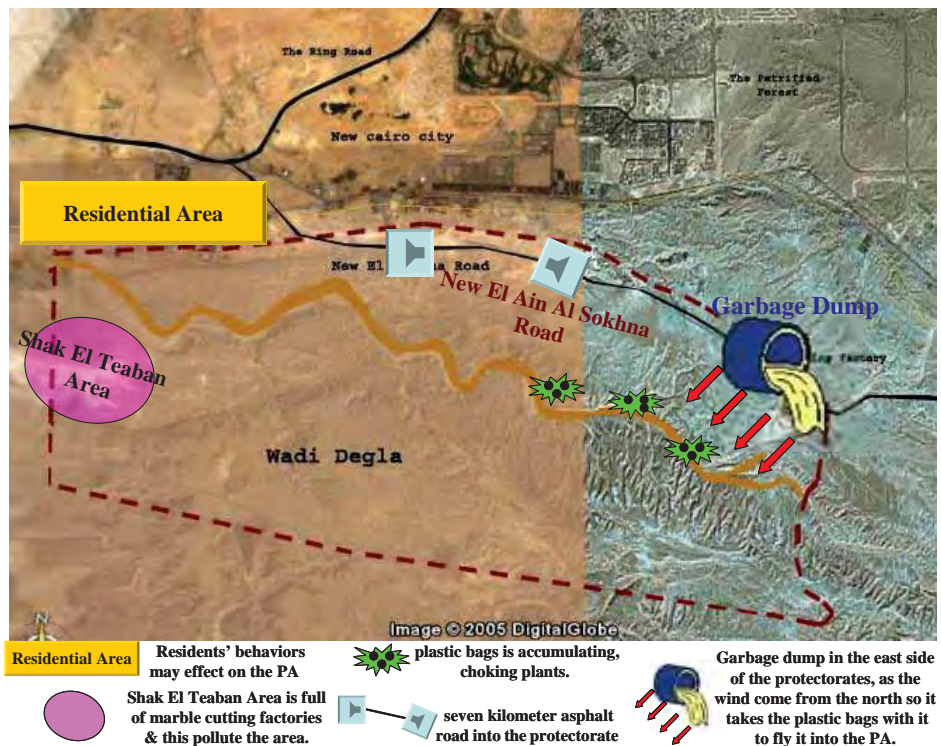 The Ring Road
The Petrified
Forest
New cairo city
Residential Area
New El
na Road
New El Ain Al Sokhna
Road
Garbage Dump
ing factory
Shak El Teaban
Area
Wadi Degla
N
Image © 2005 DigitalGlobe
Residential Area
Residents' behaviors
may effect on the PA
plastic bags is accumulating,
choking plants.
Garbage dump in the east side
of the protectorates, as the
wind come from the north so it
takes the plastic bags with it
to fly it into the PA.
Shak El Teaban Area is full
of marble cutting factories
& this pollute the area.
seven kilometer asphalt
road into the protectorate